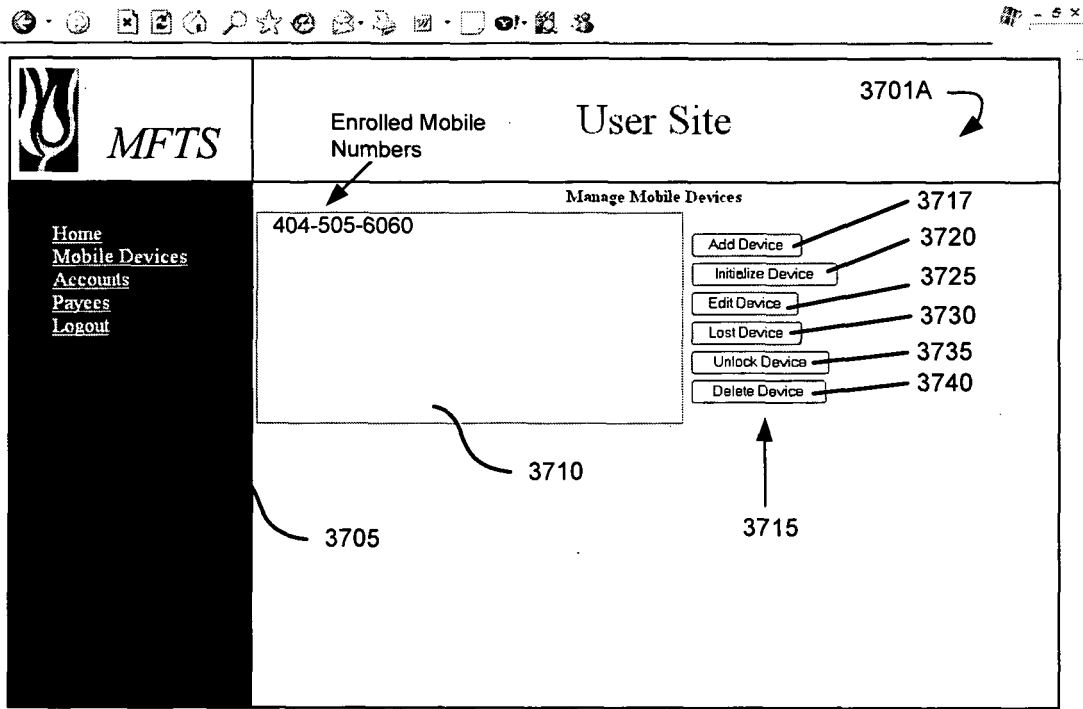 3701A
Enrolled Mobile
Numbers
User Site
MFTS
Manage Mobile Devices
3717
404-505-6060
Home
Mobile Devices
Accounts
Payees
Logout
Add Device
3720
Initialize Device
3725
Edit Device
3730
Lost Device
3735
Unlock Device
3740
Delete Device
3710
3705
3715